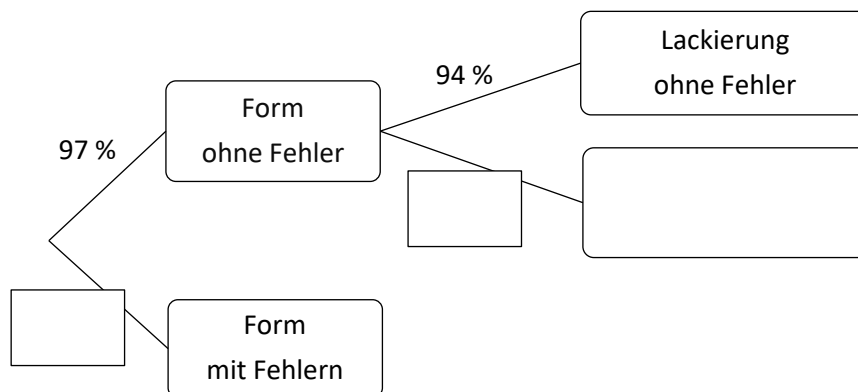 Lackierung
ohne Fehler
94 %
Form
ohne Fehler
97 %
Form
mit Fehlern